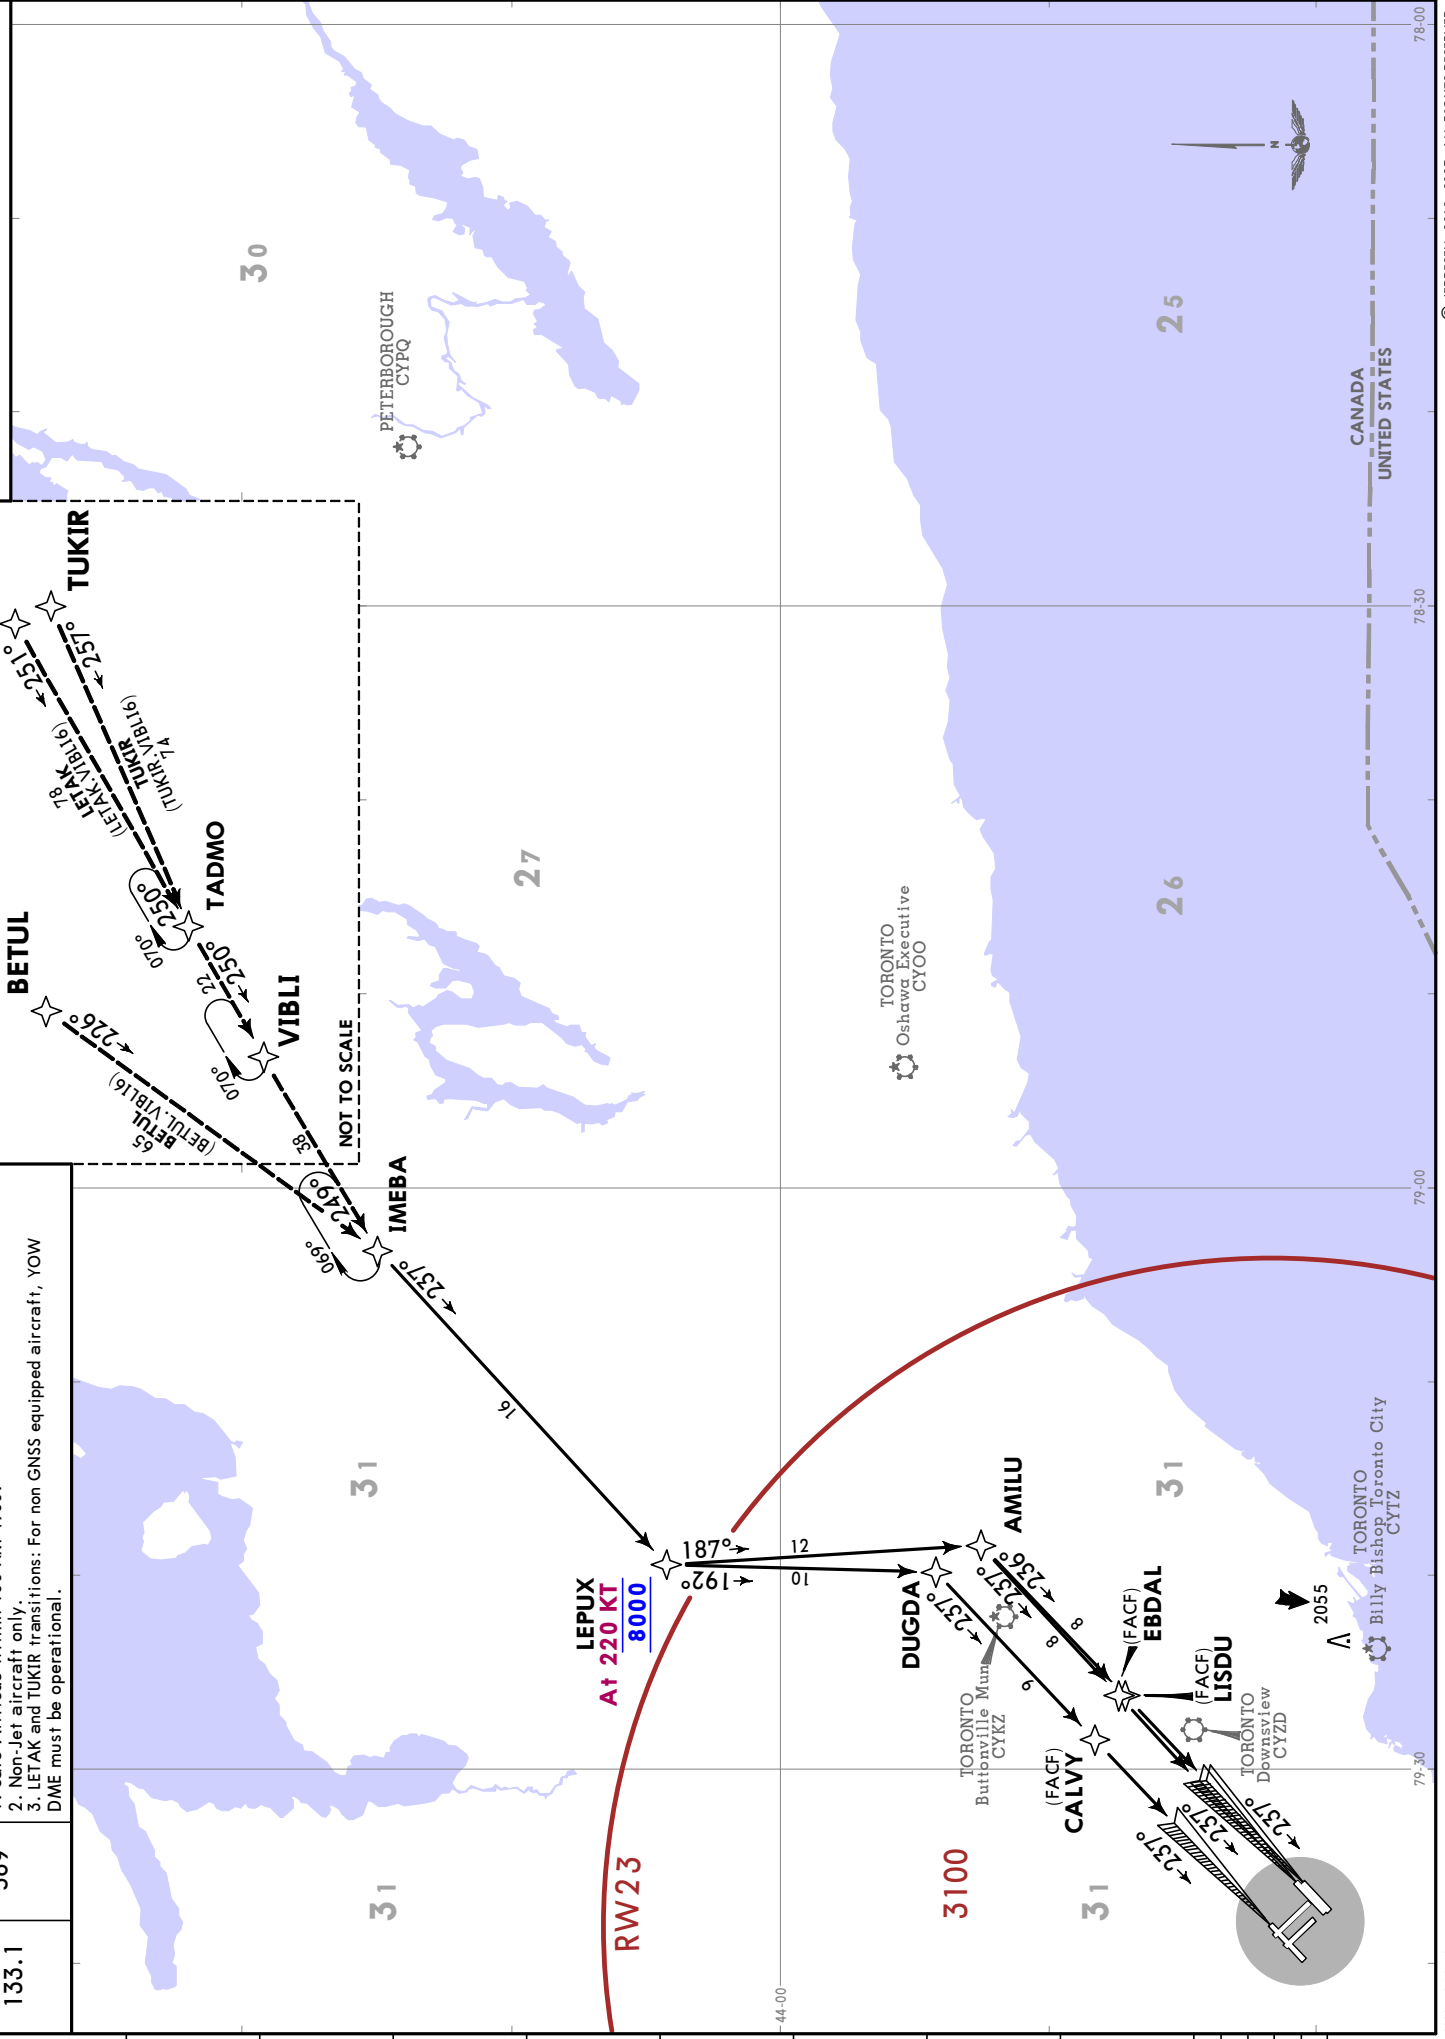 133.1
2. Non-Jet aircraft only.
3. LETAK and TUKIR transitions: For non GNSS equipped aircraft, YOW
DME must be operational.
BETUL
226°
65
BETUL
(BETUL.VIBLI6)
251°
78
LETAK
(LETAK.VIBLI6)
TUKIR
257°
TUKIR
(TUKIR.VIBLI6)
74
250°
070°
TADMO
22
250°
070°
VIBLI
38
NOT TO SCALE
249°
069°
IMEBA
237°
16
LEPUX
At 220 KT
8000
187°
12
192°
10
DUGDA
237°
9
AMILU
236°
237°
8
8
(FACF)
EBDAL
(FACF)
LISDU
(FACF)
CALVY
237°
237°
237°
RW23
3100
31
31
31
31
30
27
26
25
PETERBOROUGH
CYPQ
TORONTO
Oshawa Executive
CYOO
TORONTO
Buttonville Mun
CYKZ
TORONTO
Downsview
CYZD
TORONTO
Billy Bishop Toronto City
CYTZ
2055
CANADA
UNITED STATES
N
44-00
79-30
79-00
78-30
78-00